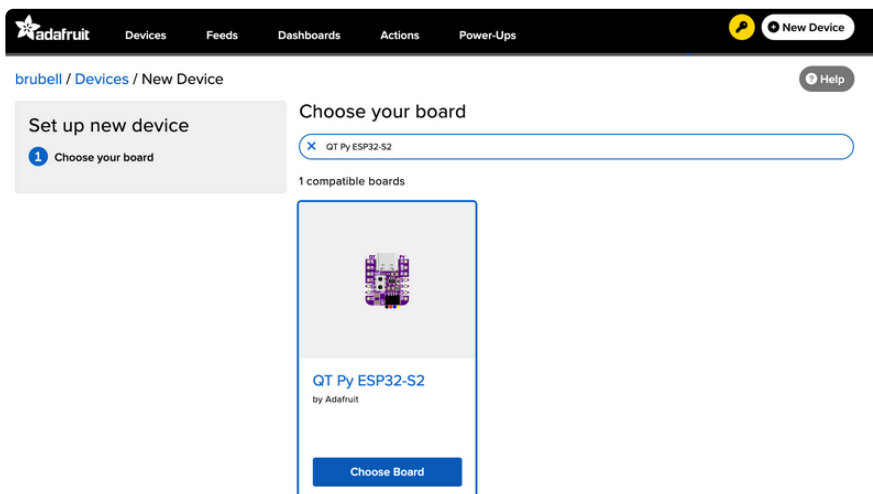 adafruit Devices Feeds Dashboards Actions Power-Ups New Device
brubell / Devices / New Device Help
Set up new device
1 Choose your board
Choose your board
QT Py ESP32-S2
1 compatible boards
QT Py ESP32-S2
by Adafruit
Choose Board